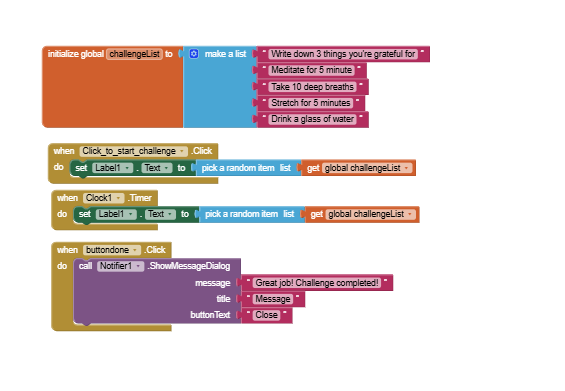 initialize global challengeList to make a list " Write down 3 things you're grateful for "
" Meditate for 5 minute "
" Take 10 deep breaths "
" Stretch for 5 minutes "
" Drink a glass of water "
when Click_to_start_challenge .Click
do set Label1 . Text to pick a random item list get global challengeList
when Clock1 .Timer
do set Label1 . Text to pick a random item list get global challengeList
when buttondone .Click
do call Notifier1 .ShowMessageDialog
message " Great job! Challenge completed! "
title " Message "
buttonText " Close "